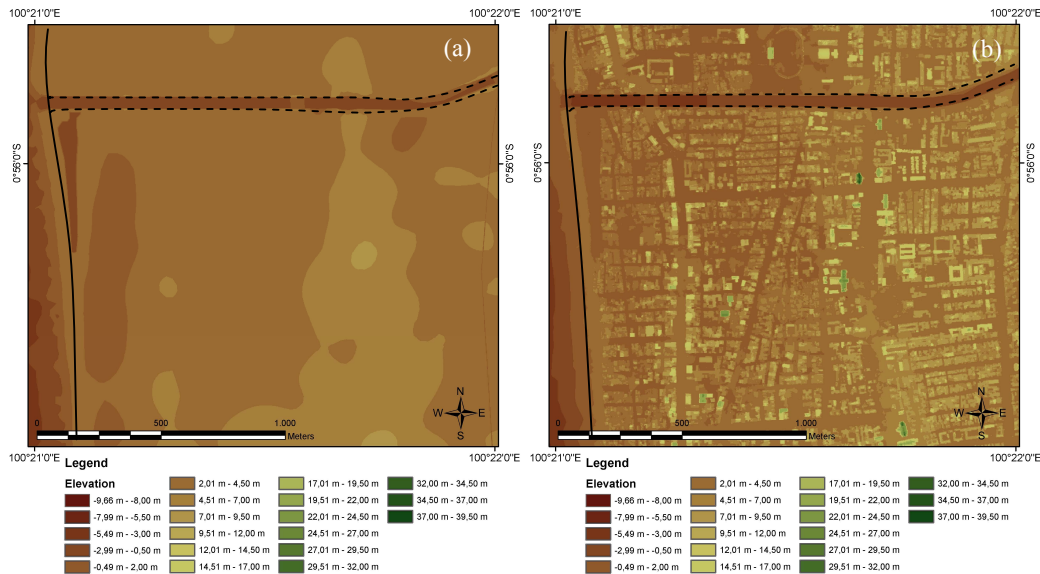 100°21'0"E 100°22'0"E
(a)
0°56'0"S 0°56'0"S
N
W E
S
0 500 1.000
Meters
100°21'0"E 100°22'0"E
Legend
Elevation
-9,66 m - -8,00 m
-7,99 m - -5,50 m
-5,49 m - -3,00 m
-2,99 m - -0,50 m
-0,49 m - 2,00 m
2,01 m - 4,50 m
4,51 m - 7,00 m
7,01 m - 9,50 m
9,51 m - 12,00 m
12,01 m - 14,50 m
14,51 m - 17,00 m
17,01 m - 19,50 m
19,51 m - 22,00 m
22,01 m - 24,50 m
24,51 m - 27,00 m
27,01 m - 29,50 m
29,51 m - 32,00 m
32,00 m - 34,50 m
34,50 m - 37,00 m
37,00 m - 39,50 m
100°21'0"E 100°22'0"E
(b)
0°56'0"S 0°56'0"S
N
W E
S
0 500 1.000
Meters
100°21'0"E 100°22'0"E
Legend
Elevation
-9,66 m - -8,00 m
-7,99 m - -5,50 m
-5,49 m - -3,00 m
-2,99 m - -0,50 m
-0,49 m - 2,00 m
2,01 m - 4,50 m
4,51 m - 7,00 m
7,01 m - 9,50 m
9,51 m - 12,00 m
12,01 m - 14,50 m
14,51 m - 17,00 m
17,01 m - 19,50 m
19,51 m - 22,00 m
22,01 m - 24,50 m
24,51 m - 27,00 m
27,01 m - 29,50 m
29,51 m - 32,00 m
32,00 m - 34,50 m
34,50 m - 37,00 m
37,00 m - 39,50 m